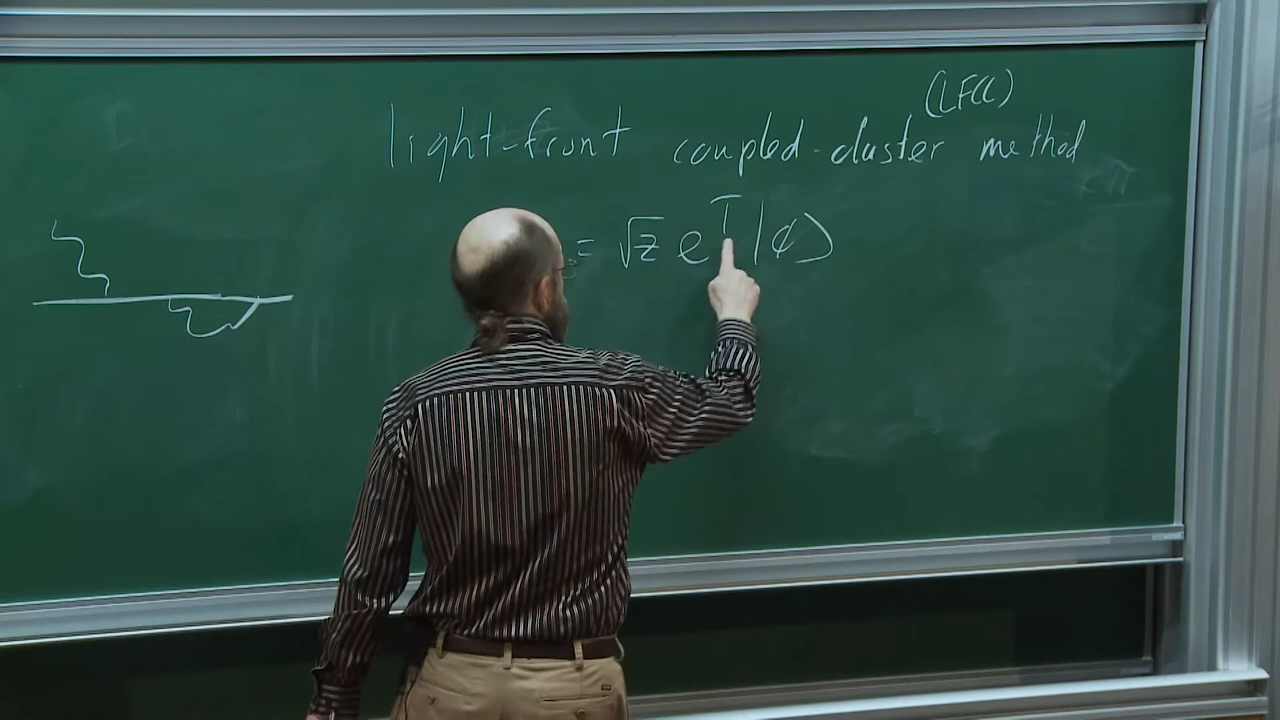 (LFCC)
light-front coupled-cluster method
= √z e^T |ϕ⟩